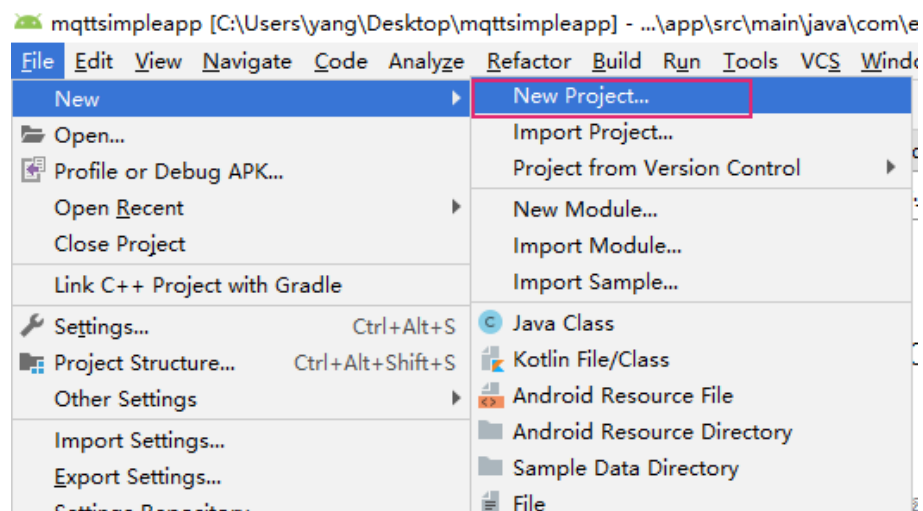 mqttsimpleapp [C:\Users\yang\Desktop\mqttsimpleapp] - ...\app\src\main\java\com\e
File Edit View Navigate Code Analyze Refactor Build Run Tools VCS Windo
New
Open...
Profile or Debug APK...
Open Recent
Close Project
Link C++ Project with Gradle
Settings... Ctrl+Alt+S
Project Structure... Ctrl+Alt+Shift+S
Other Settings
Import Settings...
Export Settings...
Settings Repository
New Project...
Import Project...
Project from Version Control
New Module...
Import Module...
Import Sample...
Java Class
Kotlin File/Class
Android Resource File
Android Resource Directory
Sample Data Directory
File